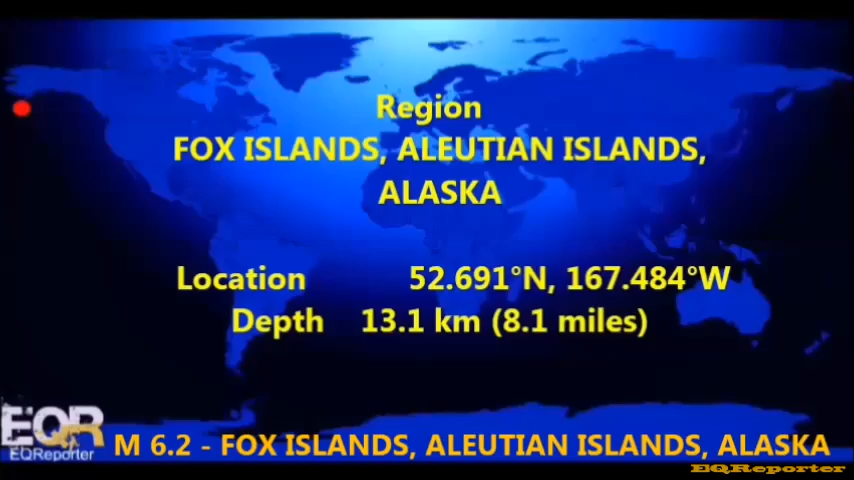 Region
FOX ISLANDS, ALEUTIAN ISLANDS,
ALASKA
Location 52.691°N, 167.484°W
Depth 13.1 km (8.1 miles)
EQR
EQReporter
M 6.2 - FOX ISLANDS, ALEUTIAN ISLANDS, ALASKA
EQReporter